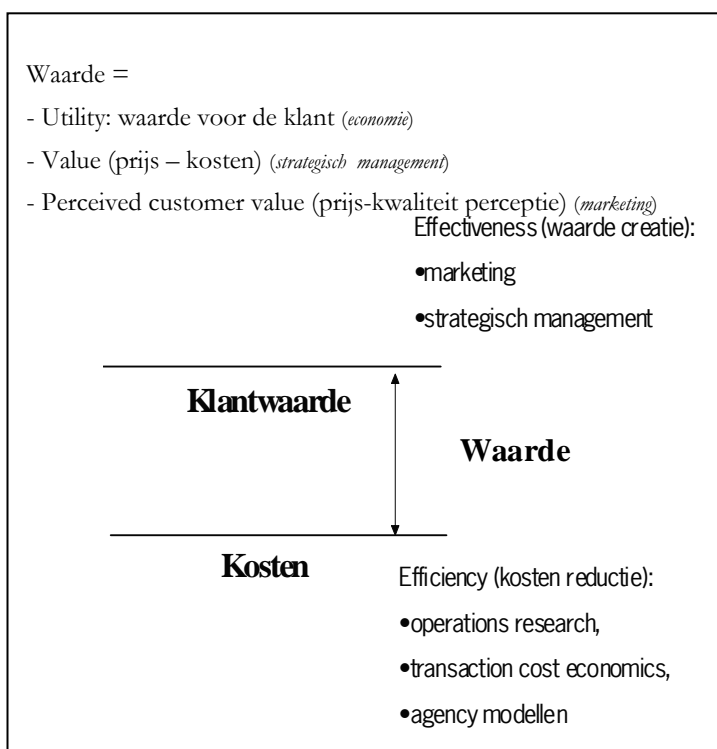 Waarde =
- Utility: waarde voor de klant (economie)
- Value (prijs – kosten) (strategisch management)
- Perceived customer value (prijs-kwaliteit perceptie) (marketing)
Effectiveness (waarde creatie):
•marketing
•strategisch management
Klantwaarde
Waarde
Kosten
Efficiency (kosten reductie):
•operations research,
•transaction cost economics,
•agency modellen